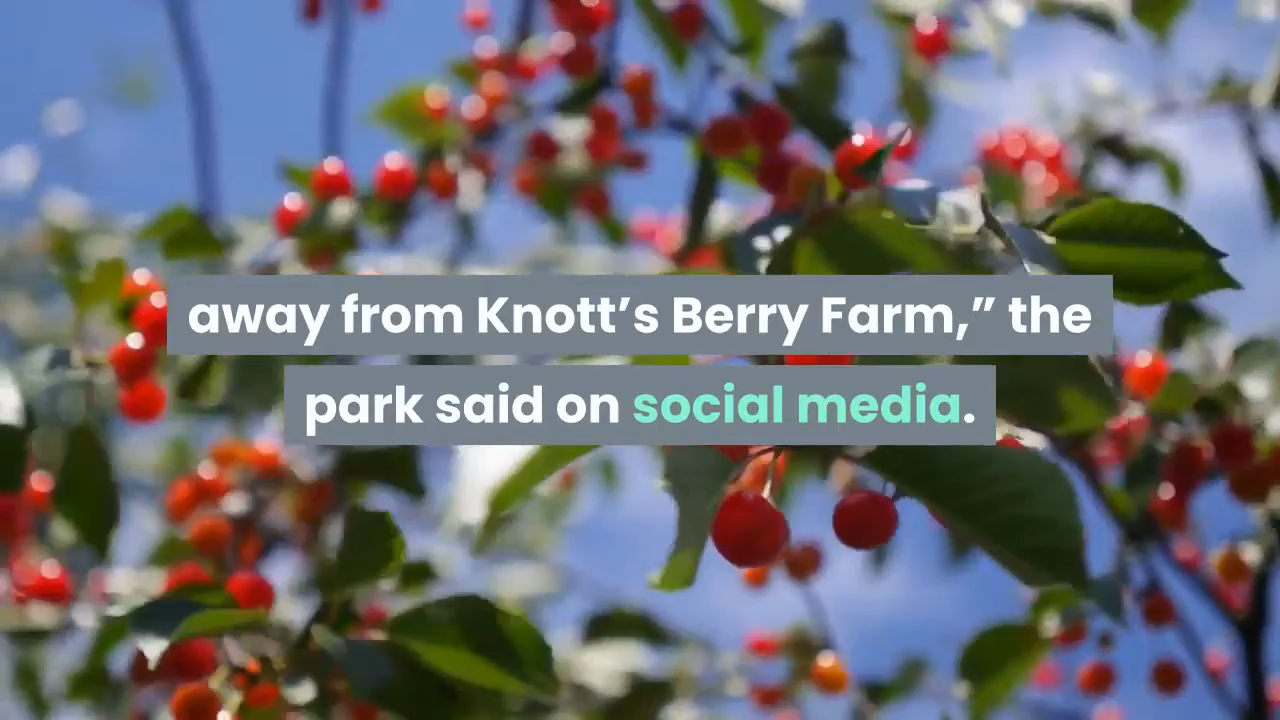 away from Knott’s Berry Farm,” the
park said on social media.